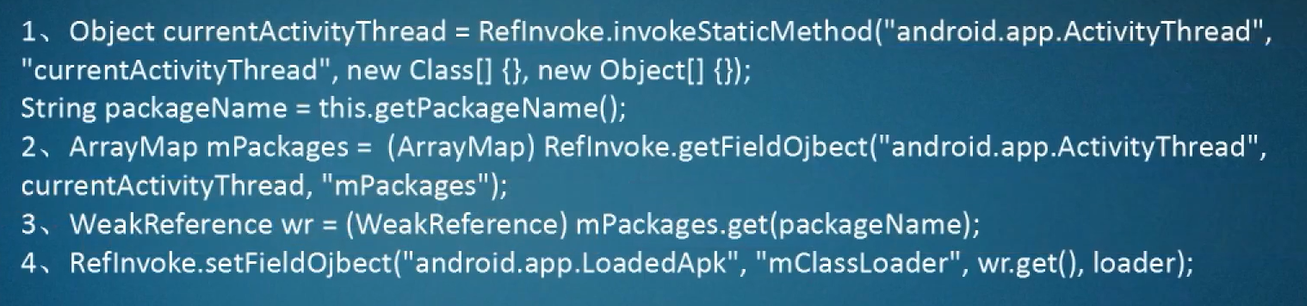 1、Object currentActivityThread = RefInvoke.invokeStaticMethod("android.app.ActivityThread",
"currentActivityThread", new Class[] {}, new Object[] {});
String packageName = this.getPackageName();
2、ArrayMap mPackages =  (ArrayMap) RefInvoke.getFieldOjbect("android.app.ActivityThread",
currentActivityThread, "mPackages");
3、WeakReference wr = (WeakReference) mPackages.get(packageName);
4、RefInvoke.setFieldOjbect("android.app.LoadedApk", "mClassLoader", wr.get(), loader);